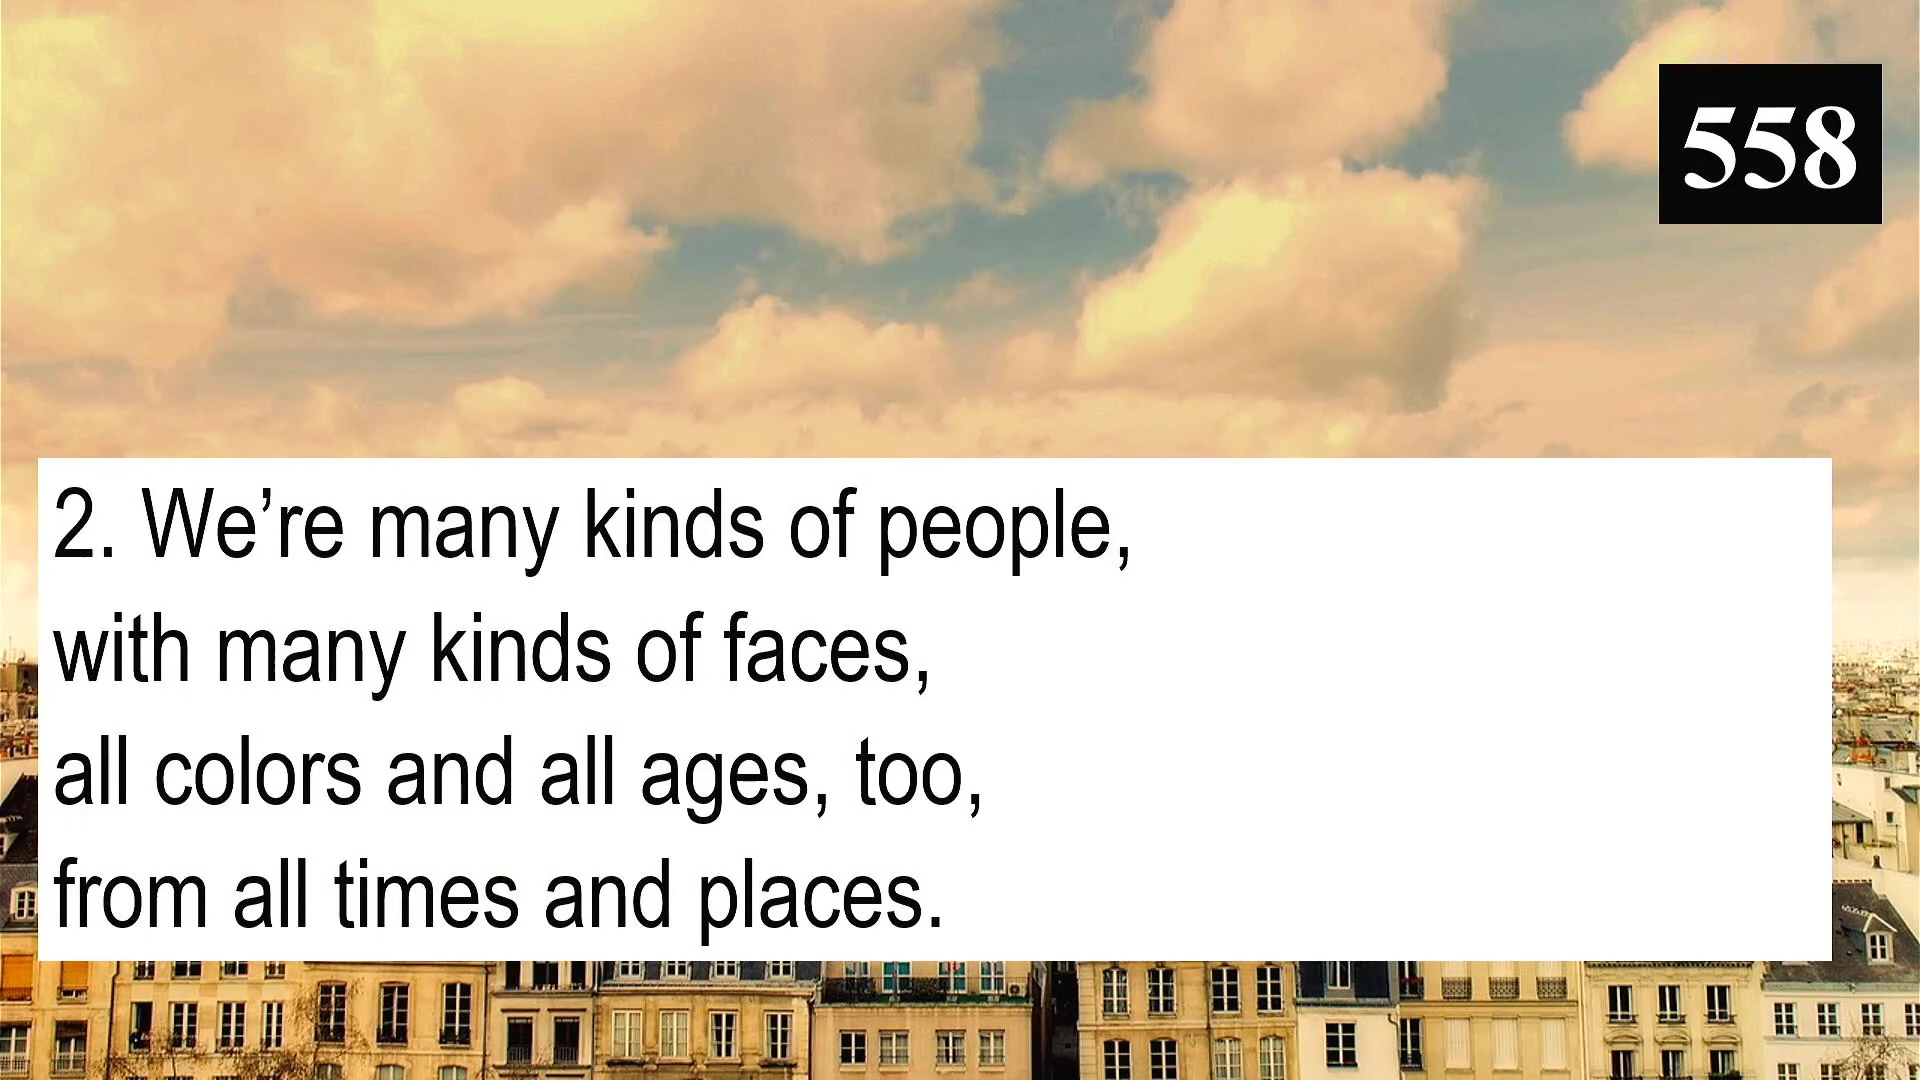 558
2. We’re many kinds of people,
with many kinds of faces,
all colors and all ages, too,
from all times and places.